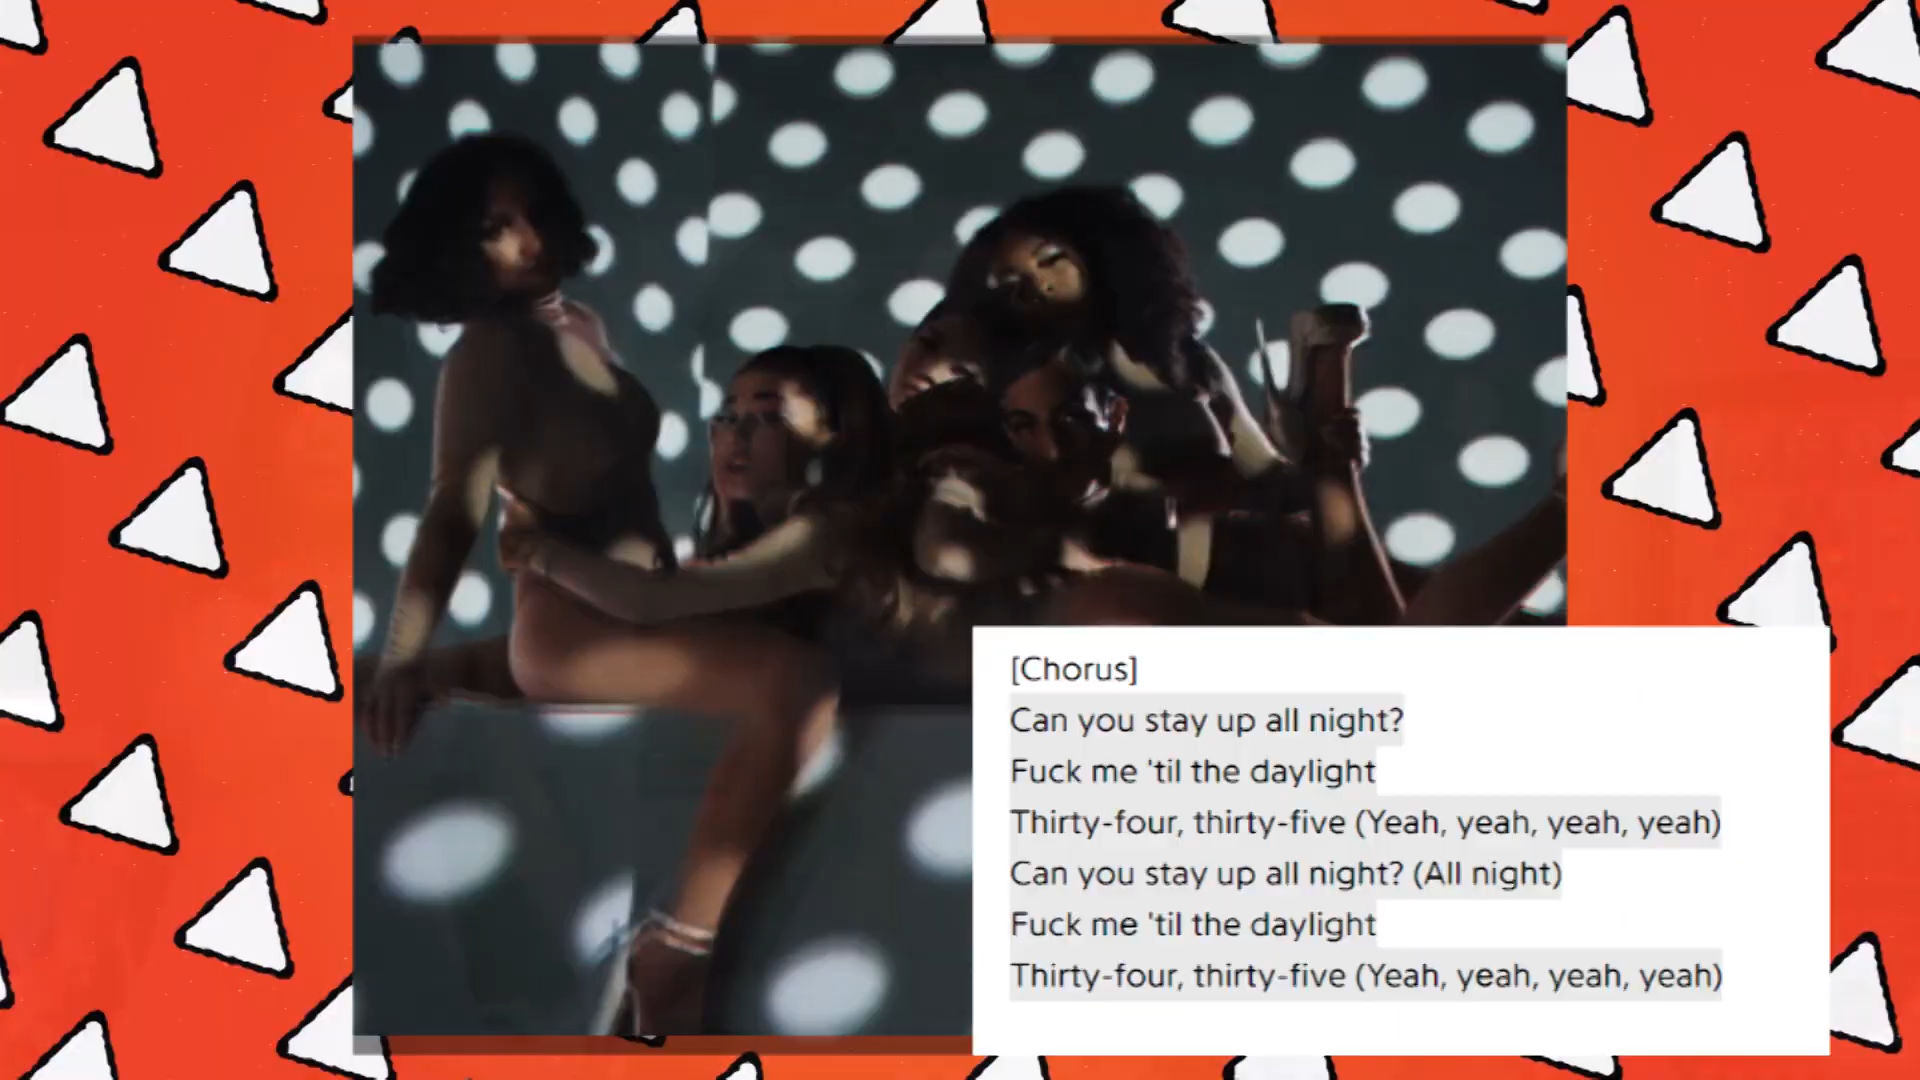 [Chorus]
Can you stay up all night?
Fuck me 'til the daylight
Thirty-four, thirty-five (Yeah, yeah, yeah, yeah)
Can you stay up all night? (All night)
Fuck me 'til the daylight
Thirty-four, thirty-five (Yeah, yeah, yeah, yeah)